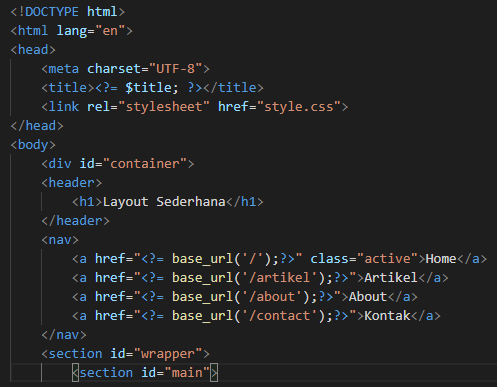 <!DOCTYPE html>
<html lang="en">
<head>
    <meta charset="UTF-8">
    <title><?= $title; ?></title>
    <link rel="stylesheet" href="style.css">
</head>
<body>
    <div id="container">
    <header>
        <h1>Layout Sederhana</h1>
    </header>
    <nav>
        <a href="<?= base_url('/');?>" class="active">Home</a>
        <a href="<?= base_url('/artikel');?>">Artikel</a>
        <a href="<?= base_url('/about');?>">About</a>
        <a href="<?= base_url('/contact');?>">Kontak</a>
    </nav>
    <section id="wrapper">
        <section id="main">